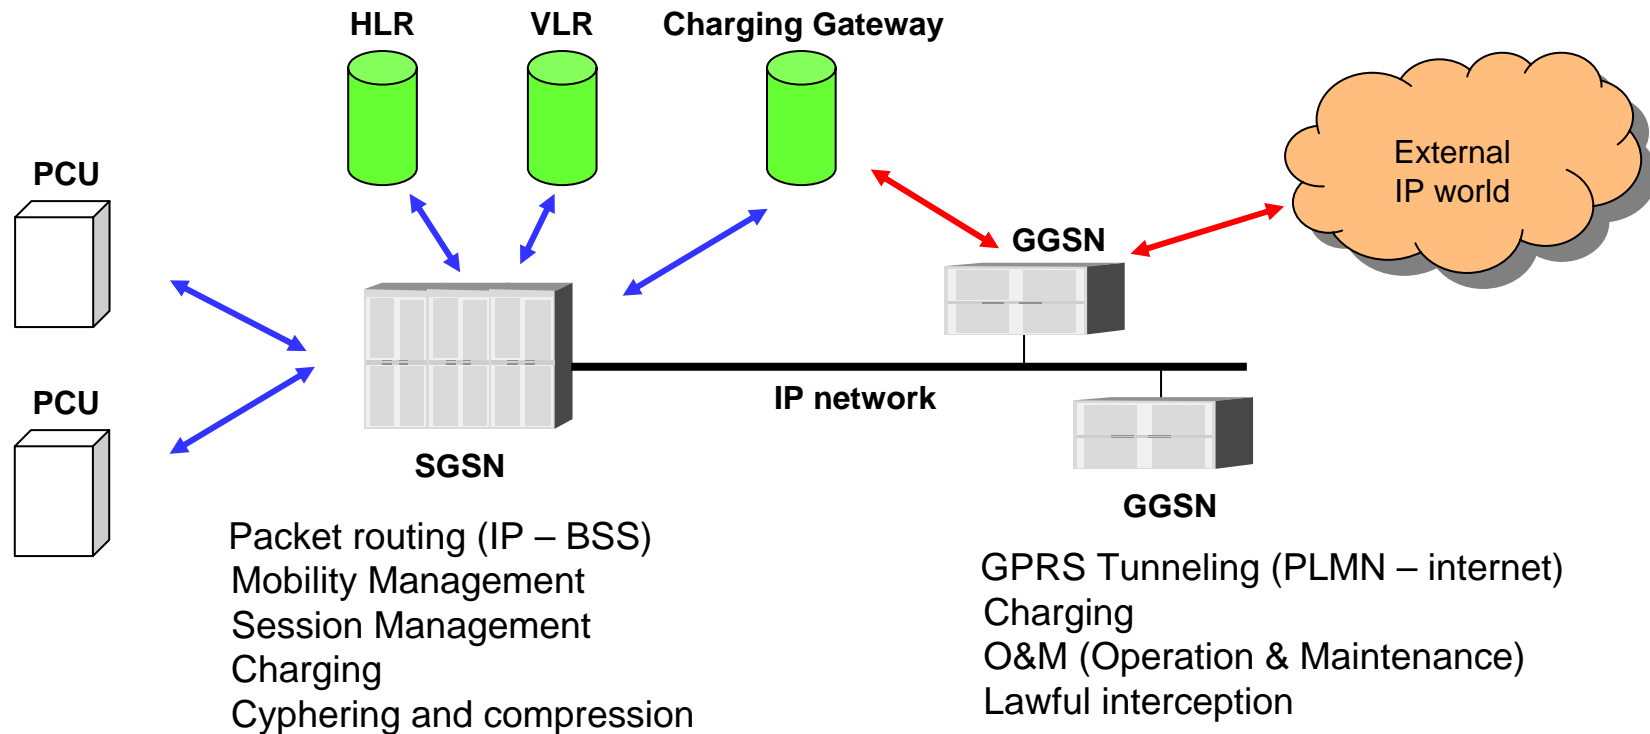 HLR
VLR
Charging Gateway
External
IP world
PCU
GGSN
PCU
IP network
SGSN
GGSN
Packet routing (IP – BSS)
Mobility Management
Session Management
Charging
Cyphering and compression
GPRS Tunneling (PLMN – internet)
Charging
O&M (Operation & Maintenance)
Lawful interception